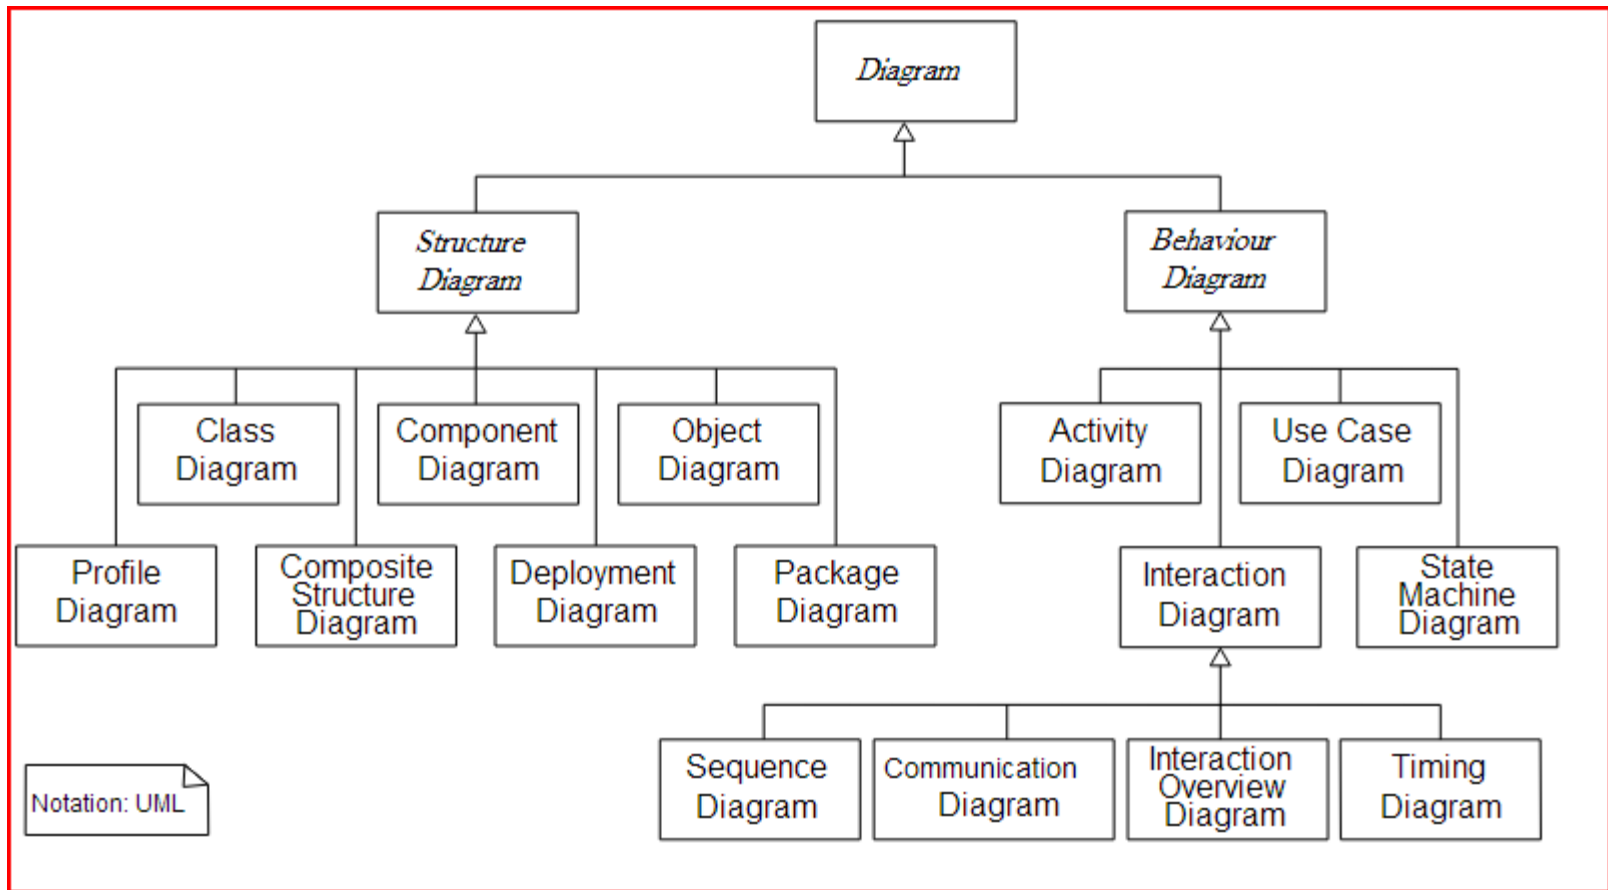 Diagram
Structure
Diagram
Behaviour
Diagram
Class
Diagram
Component
Diagram
Object
Diagram
Activity
Diagram
Use Case
Diagram
Profile
Diagram
Composite
Structure
Diagram
Deployment
Diagram
Package
Diagram
Interaction
Diagram
State
Machine
Diagram
Sequence
Diagram
Communication
Diagram
Interaction
Overview
Diagram
Timing
Diagram
Notation: UML